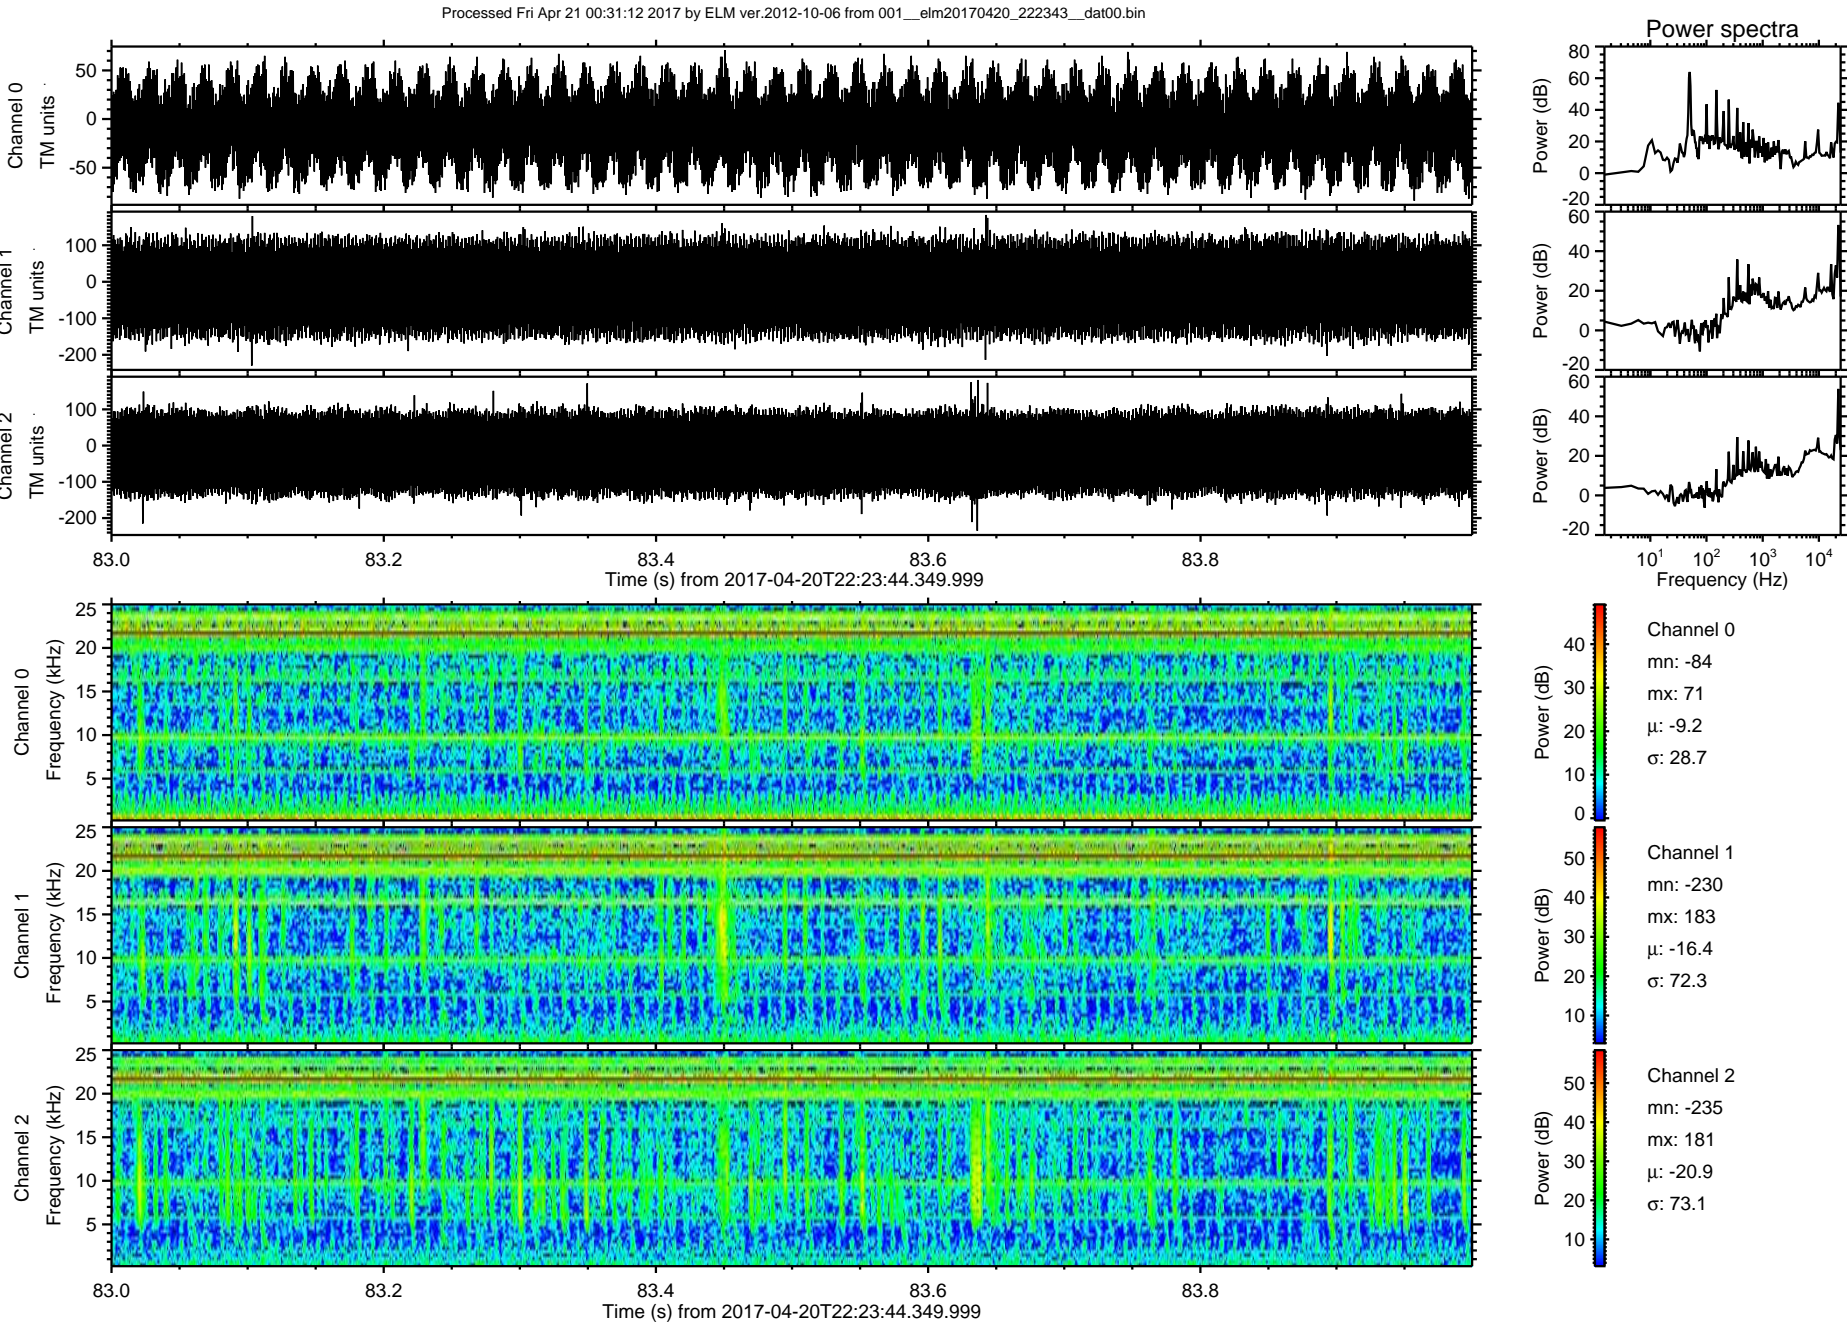 Processed Fri Apr 21 00:31:12 2017 by ELM ver.2012-10-06 from 001__elm20170420_222343__dat00.bin
Power spectra
Channel 0
TM units
50
0
-50
Power (dB)
80
60
40
20
0
-20
Channel 1
TM units
100
0
-100
-200
Power (dB)
60
40
20
0
-20
Channel 2
TM units
100
0
-100
-200
Power (dB)
60
40
20
0
-20
83.0 83.2 83.4 83.6 83.8
Time (s) from 2017-04-20T22:23:44.349.999
10^1 10^2 10^3 10^4
Frequency (Hz)
Channel 0
Frequency (kHz)
25
20
15
10
5
Power (dB)
40
30
20
10
0
Channel 0
mn: -84
mx: 71
μ: -9.2
σ: 28.7
Channel 1
Frequency (kHz)
25
20
15
10
5
Power (dB)
50
40
30
20
10
Channel 1
mn: -230
mx: 183
μ: -16.4
σ: 72.3
Channel 2
Frequency (kHz)
25
20
15
10
5
Power (dB)
50
40
30
20
10
Channel 2
mn: -235
mx: 181
μ: -20.9
σ: 73.1
83.0 83.2 83.4 83.6 83.8
Time (s) from 2017-04-20T22:23:44.349.999